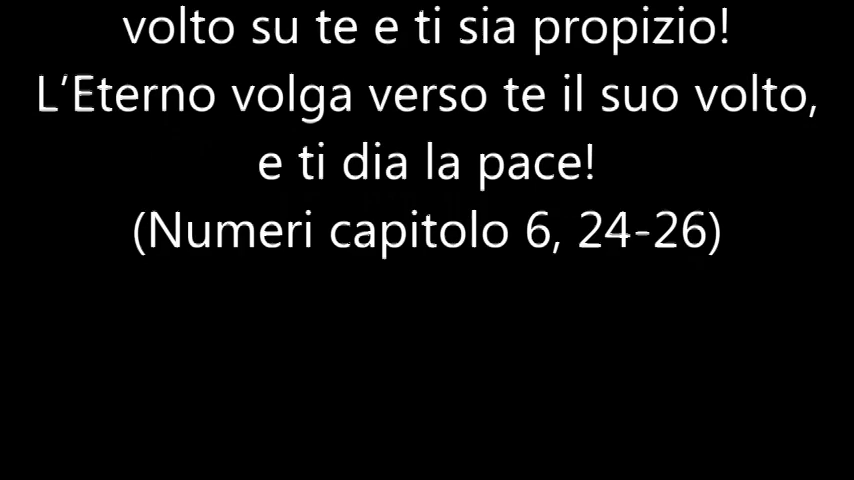 volto su te e ti sia propizio!
L’Eterno volga verso te il suo volto,
e ti dia la pace!
(Numeri capitolo 6, 24-26)